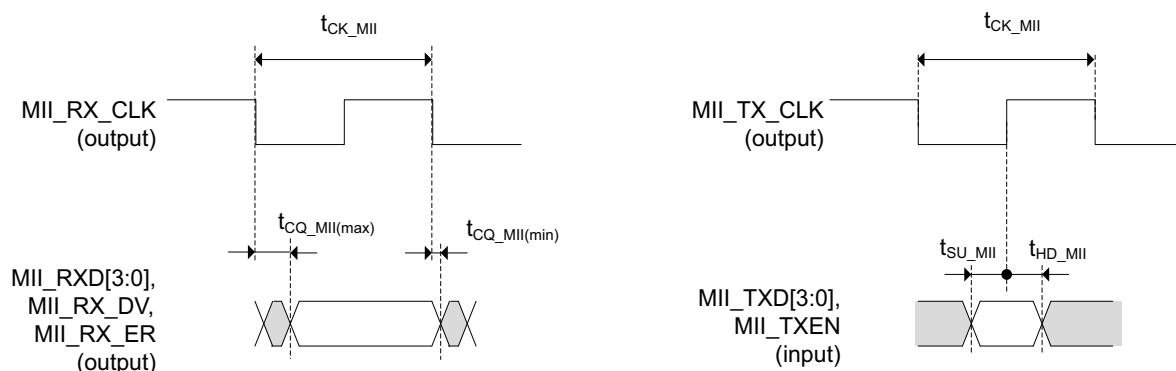 tCK_MII
MII_RX_CLK
(output)
tCQ_MII(max)
tCQ_MII(min)
MII_RXD[3:0],
MII_RX_DV,
MII_RX_ER
(output)
tCK_MII
MII_TX_CLK
(output)
tSU_MII
tHD_MII
MII_TXD[3:0],
MII_TXEN
(input)